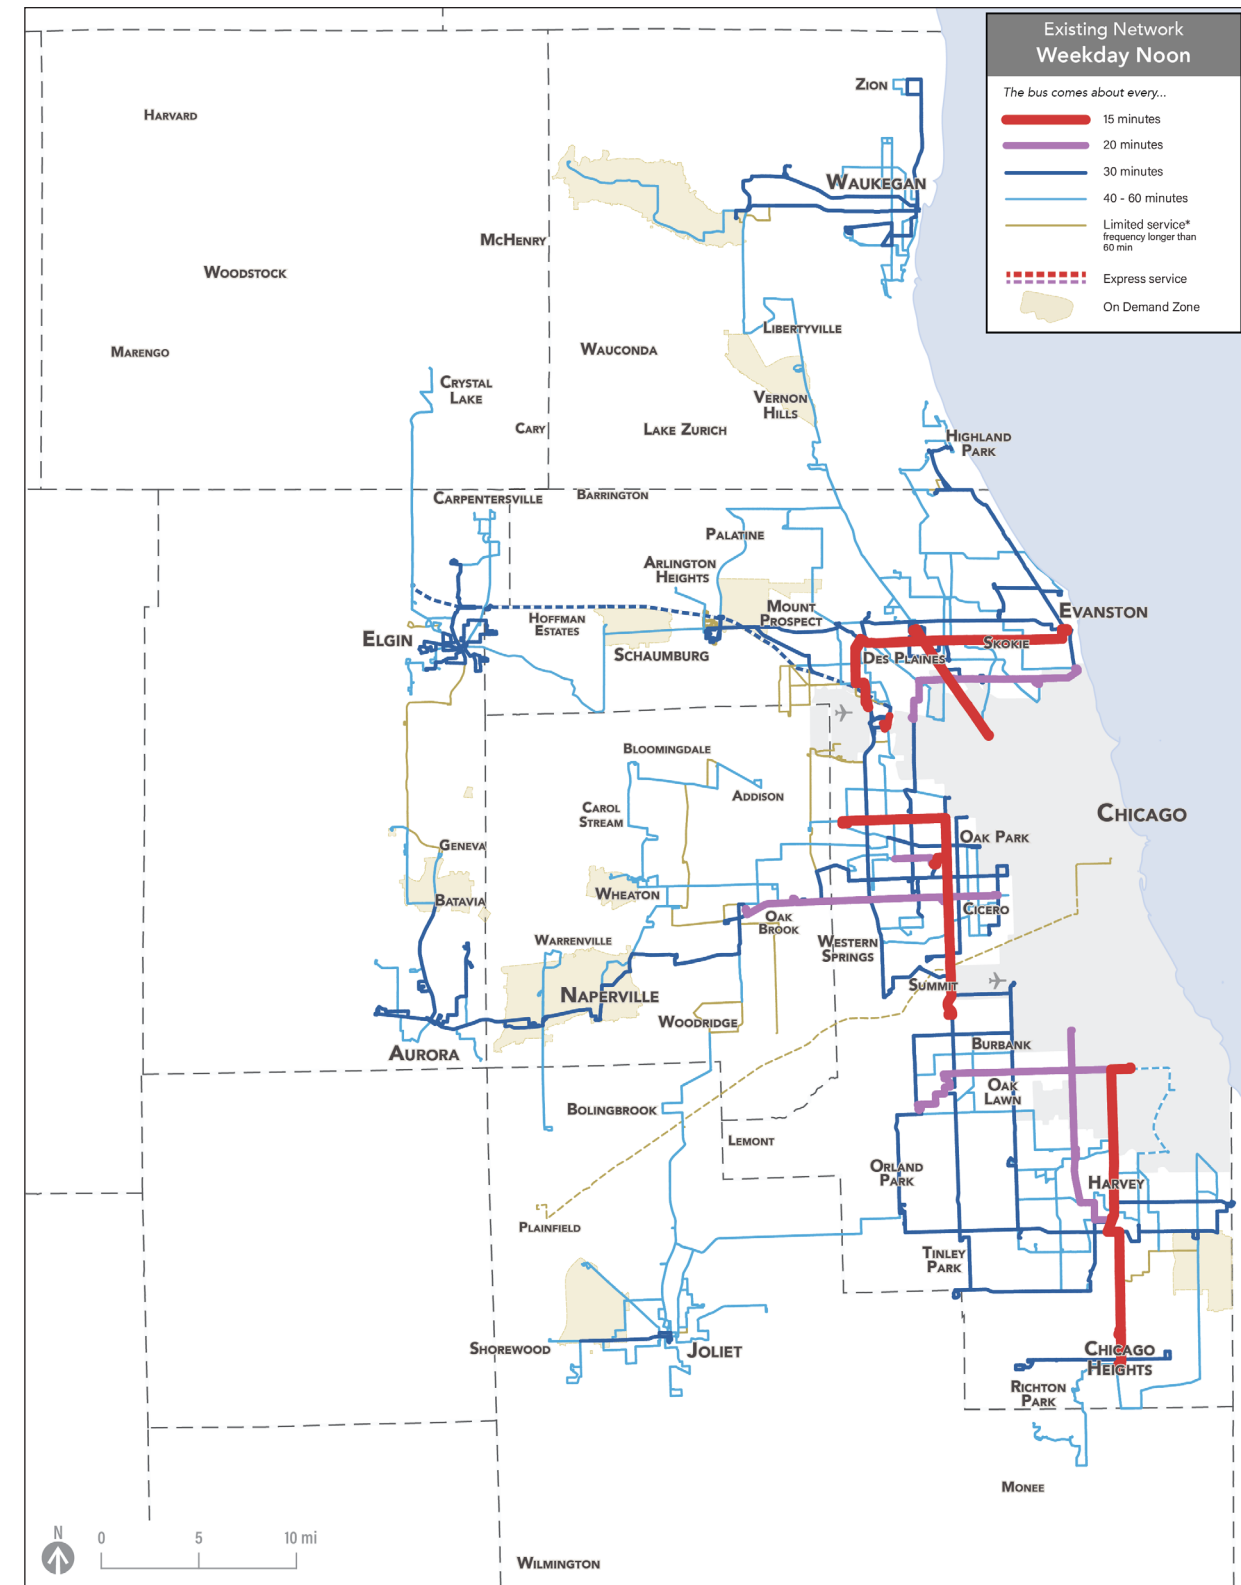 Existing Network
Weekday Noon
The bus comes about every...
15 minutes
20 minutes
30 minutes
40 - 60 minutes
Limited service*
frequency longer than
60 min
Express service
On Demand Zone
ZION
HARVARD
WAUKEGAN
MCHENRY
WOODSTOCK
LIBERTYVILLE
WAUCONDA
MARENGO
CRYSTAL
LAKE
VERNON
HILLS
CARY
LAKE ZURICH
HIGHLAND
PARK
CARPENTERSVILLE
BARRINGTON
PALATINE
ARLINGTON
HEIGHTS
MOUNT
PROSPECT
EVANSTON
HOFFMAN
ESTATES
ELGIN
SKOKIE
SCHAUMBURG
DES PLAINES
BLOOMINGDALE
ADDISON
CAROL
STREAM
CHICAGO
OAK PARK
GENEVA
WHEATON
BATAVIA
CICERO
OAK
BROOK
WARRENVILLE
WESTERN
SPRINGS
SUMMIT
NAPERVILLE
WOODRIDGE
BURBANK
AURORA
OAK
LAWN
BOLINGBROOK
LEMONT
ORLAND
PARK
HARVEY
PLAINFIELD
TINLEY
PARK
SHOREWOOD
JOLIET
CHICAGO
HEIGHTS
RICHTON
PARK
MONEE
N
0 5 10 mi
WILMINGTON